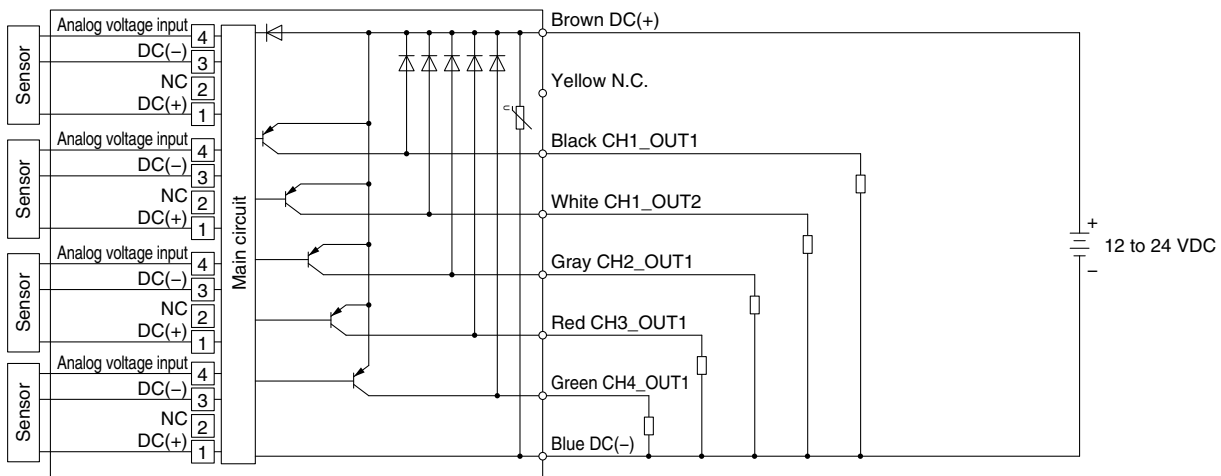 Sensor
Analog voltage input 4
DC(−) 3
NC 2
DC(+) 1
Sensor
Analog voltage input 4
DC(−) 3
NC 2
DC(+) 1
Sensor
Analog voltage input 4
DC(−) 3
NC 2
DC(+) 1
Sensor
Analog voltage input 4
DC(−) 3
NC 2
DC(+) 1
Main circuit
Brown DC(+)
Yellow N.C.
U
Black CH1_OUT1
White CH1_OUT2
Gray CH2_OUT1
Red CH3_OUT1
Green CH4_OUT1
Blue DC(−)
+
12 to 24 VDC
−